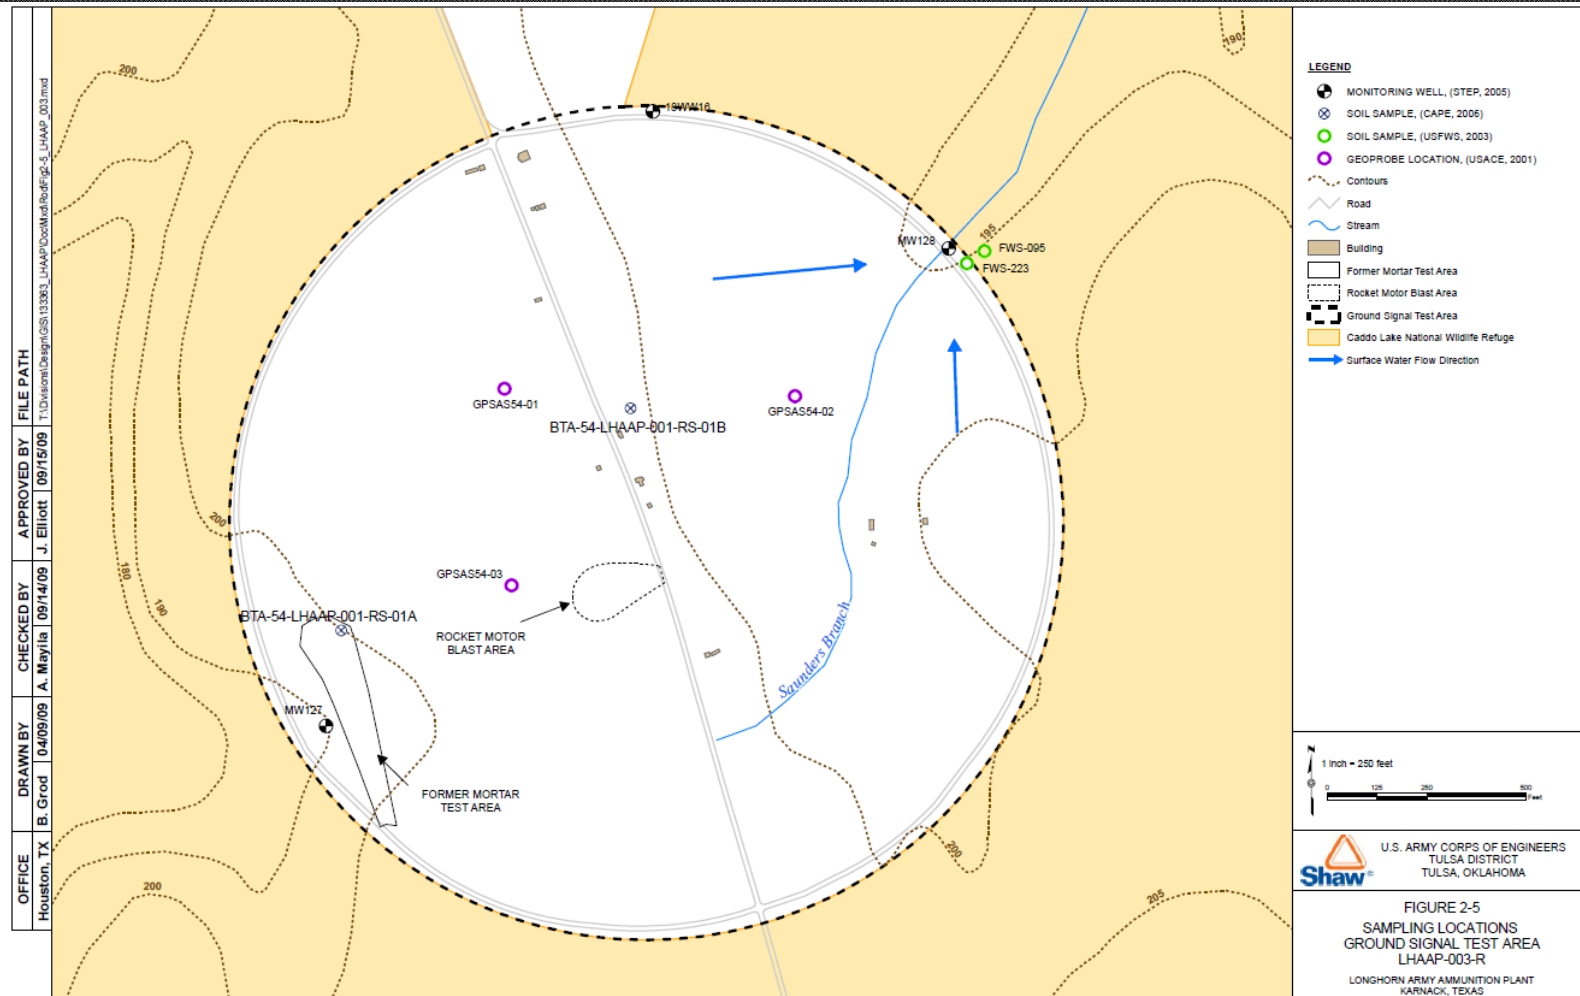 OFFICE
Houston, TX
DRAWN BY
B. Grod
04/09/09
CHECKED BY
A. Mayila
09/14/09
APPROVED BY
J. Elliott
09/15/09
FILE PATH
200
190
18WW16
MW128
195
FWS-095
FWS-223
GPSAS54-01
BTA-54-LHAAP-001-RS-01B
GPSAS54-02
200
180
190
GPSAS54-03
BTA-54-LHAAP-001-RS-01A
ROCKET MOTOR
BLAST AREA
Saunders Branch
MW127
FORMER MORTAR
TEST AREA
200
200
205
LEGEND
MONITORING WELL, (STEP, 2005)
SOIL SAMPLE, (CAPE, 2006)
SOIL SAMPLE, (USFWS, 2003)
GEOPROBE LOCATION, (USACE, 2001)
Contours
Road
Stream
Building
Former Mortar Test Area
Rocket Motor Blast Area
Ground Signal Test Area
Caddo Lake National Wildlife Refuge
Surface Water Flow Direction
N
1 inch = 250 feet
0 125 250 500
Feet
Shaw®
U.S. ARMY CORPS OF ENGINEERS
TULSA DISTRICT
TULSA, OKLAHOMA
FIGURE 2-5
SAMPLING LOCATIONS
GROUND SIGNAL TEST AREA
LHAAP-003-R
LONGHORN ARMY AMMUNITION PLANT
KARNACK, TEXAS